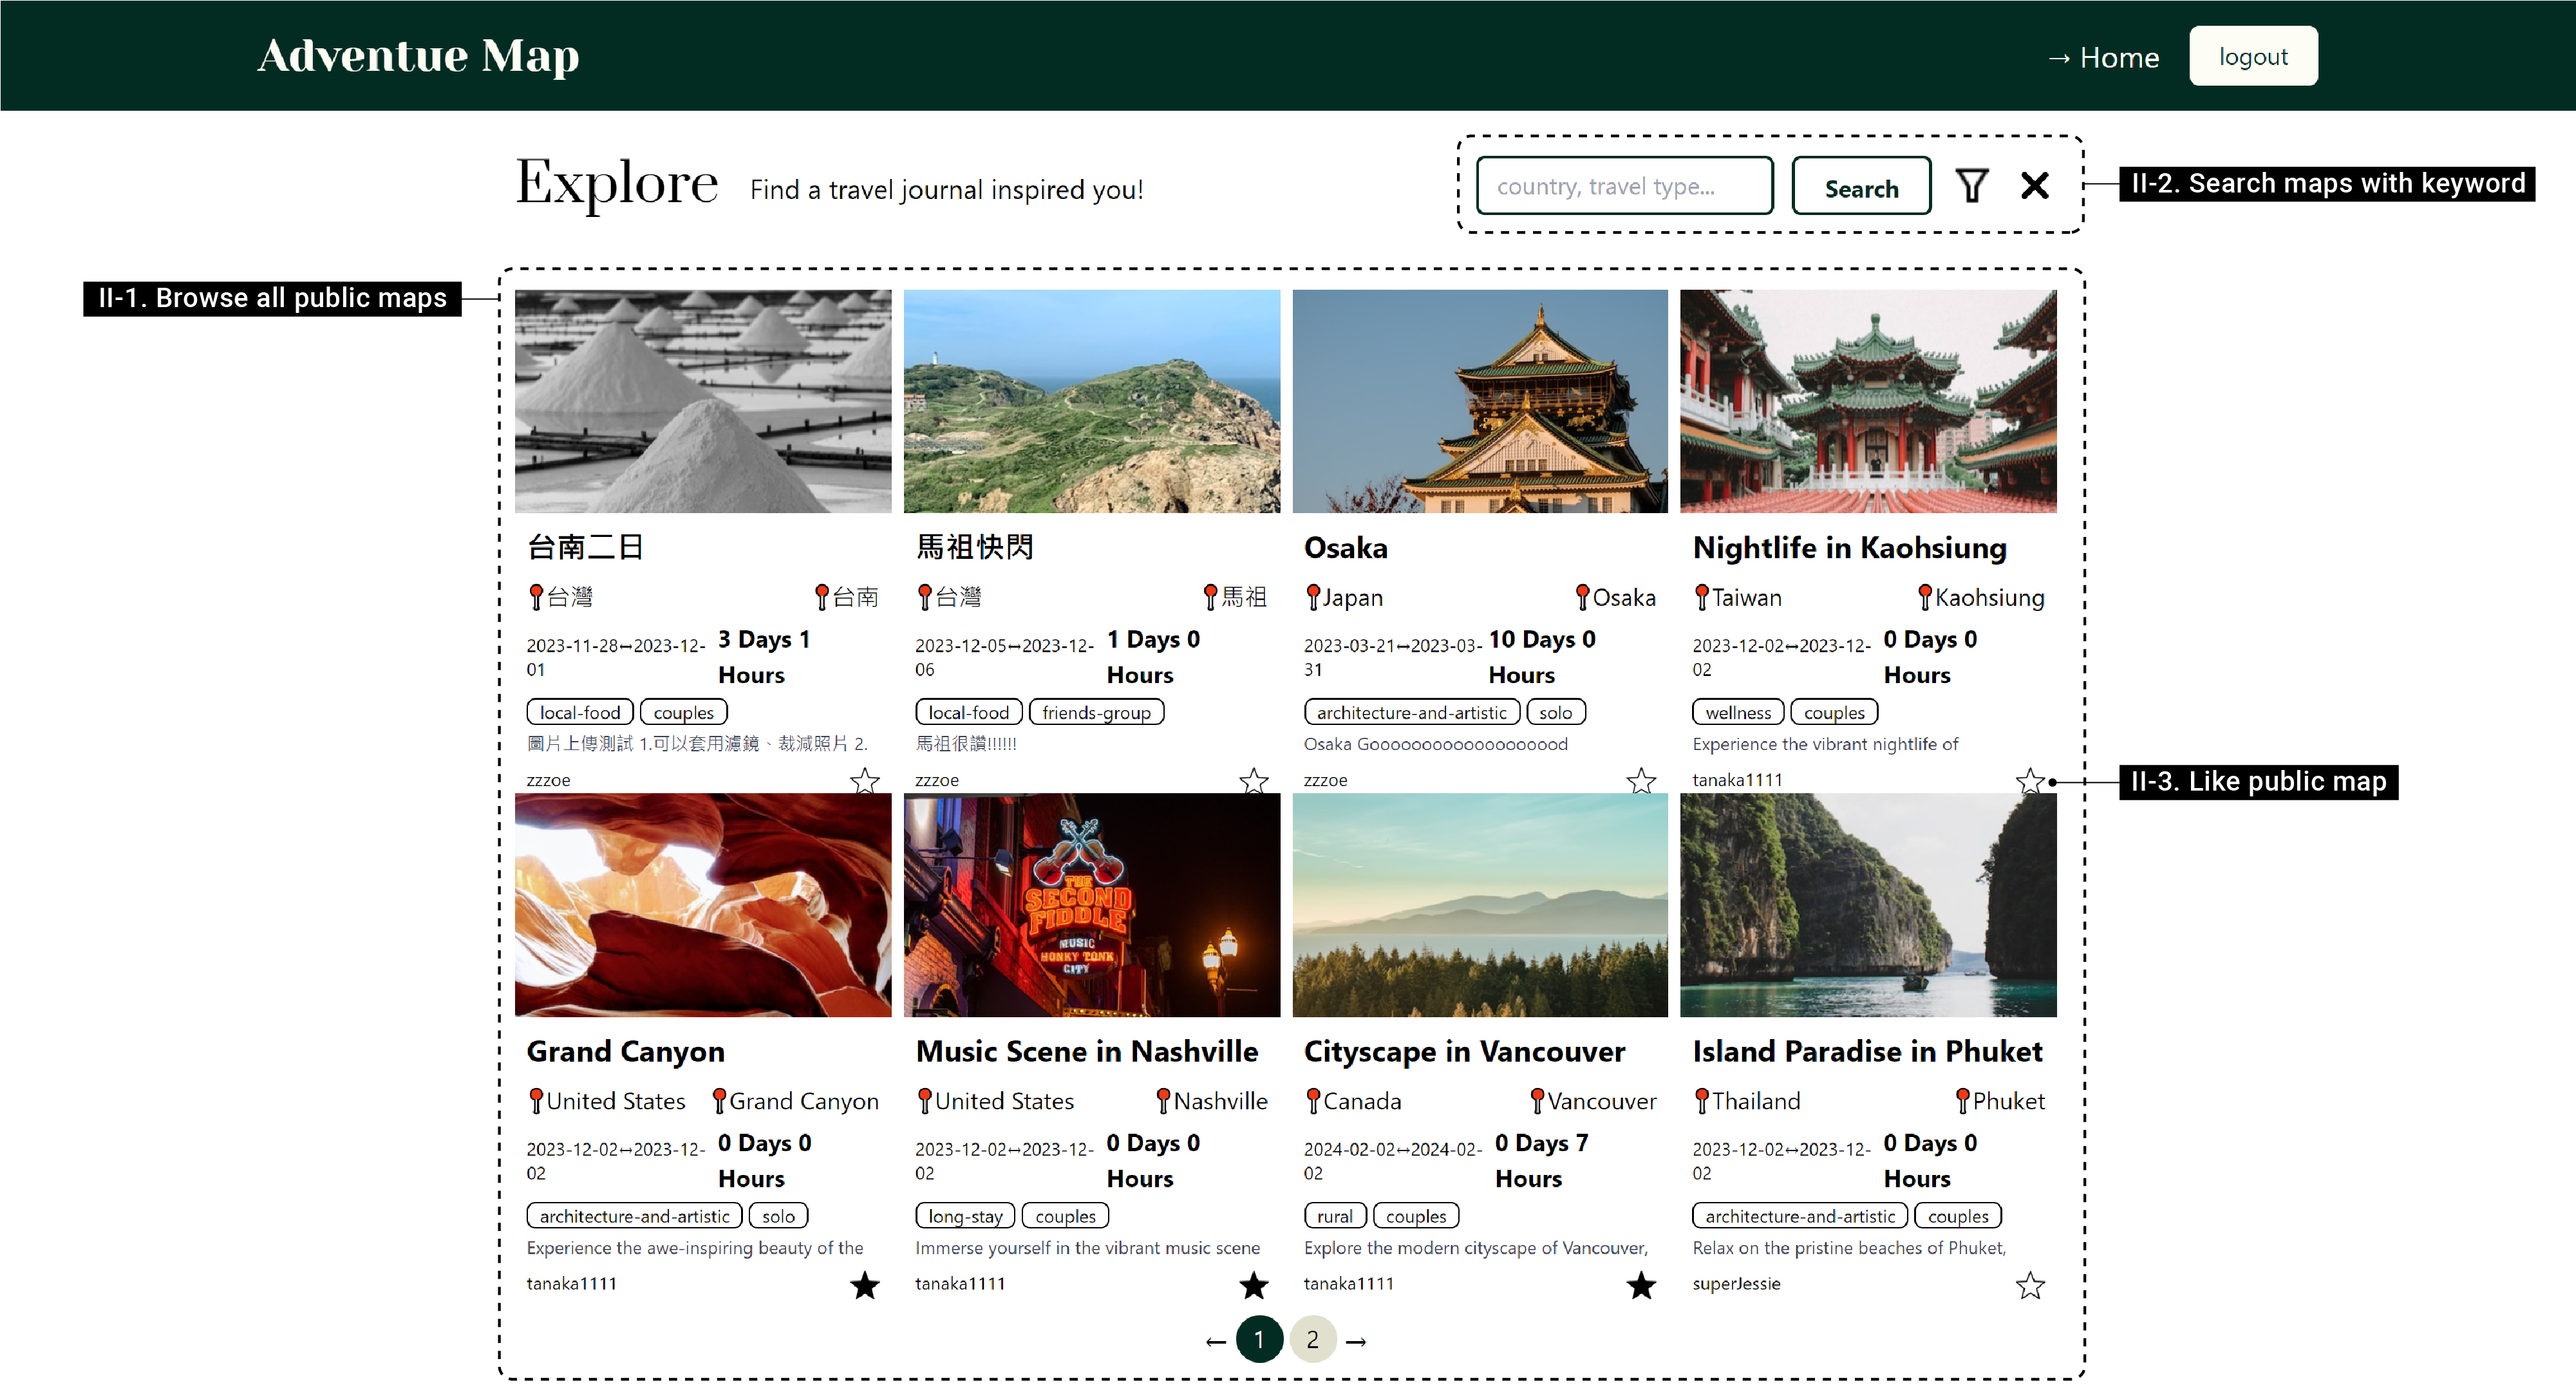 Adventue Map
→ Home
logout
Explore
Find a travel journal inspired you!
country, travel type...
Search
II-2. Search maps with keyword
II-1. Browse all public maps
台南二日
台灣
台南
2023-11-28↔2023-12-
01
3 Days 1
Hours
local-food
couples
圖片上傳測試 1.可以套用濾鏡、裁減照片 2.
zzzoe
馬祖快閃
台灣
馬祖
2023-12-05↔2023-12-
06
1 Days 0
Hours
local-food
friends-group
馬祖很讚!!!!!!
zzzoe
Osaka
Japan
Osaka
2023-03-21↔2023-03-
31
10 Days 0
Hours
architecture-and-artistic
solo
Osaka Gooooooooooooooooooood
zzzoe
Nightlife in Kaohsiung
Taiwan
Kaohsiung
2023-12-02↔2023-12-
02
0 Days 0
Hours
wellness
couples
Experience the vibrant nightlife of
tanaka1111
II-3. Like public map
Grand Canyon
United States
Grand Canyon
2023-12-02↔2023-12-
02
0 Days 0
Hours
architecture-and-artistic
solo
Experience the awe-inspiring beauty of the
tanaka1111
THE
SECOND
FIDDLE
MUSIC
HONKY TONK
CITY
Music Scene in Nashville
United States
Nashville
2023-12-02↔2023-12-
02
0 Days 0
Hours
long-stay
couples
Immerse yourself in the vibrant music scene
tanaka1111
Cityscape in Vancouver
Canada
Vancouver
2024-02-02↔2024-02-
02
0 Days 7
Hours
rural
couples
Explore the modern cityscape of Vancouver,
tanaka1111
Island Paradise in Phuket
Thailand
Phuket
2023-12-02↔2023-12-
02
0 Days 0
Hours
architecture-and-artistic
couples
Relax on the pristine beaches of Phuket,
superJessie
← 1 2 →